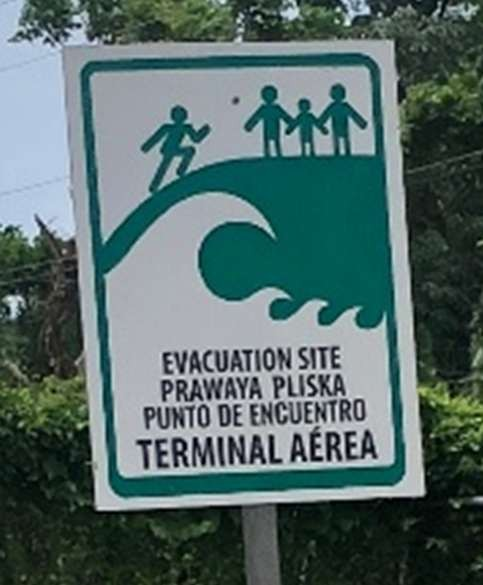 EVACUATION SITE
PRAWAYA PLISKA
PUNTO DE ENCUENTRO
TERMINAL AÉREA